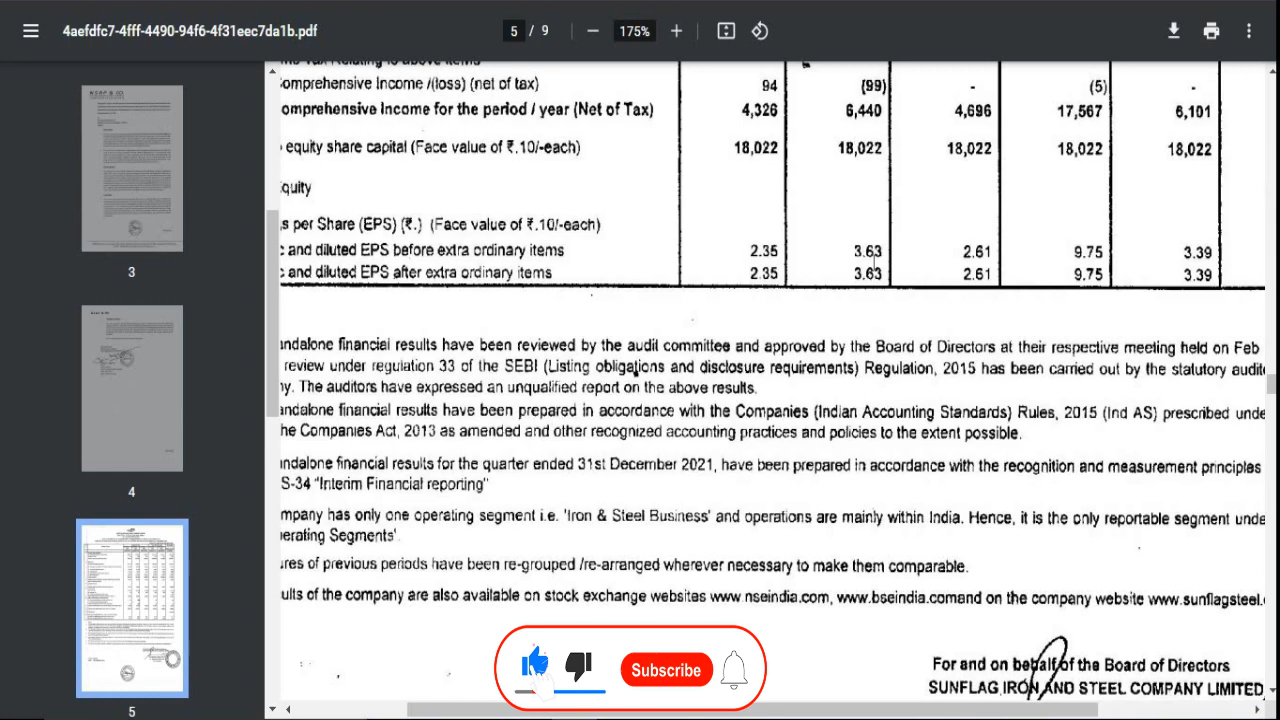 4aefdfc7-4fff-4490-94f6-4f31eec7da1b.pdf 5 / 9 175%
omprehensive Income /(loss) (net of tax) 94 (99) - (5) -
omprehensive Income for the period / year (Net of Tax) 4,326 6,440 4,696 17,567 6,101
equity share capital (Face value of ₹.10/-each) 18,022 18,022 18,022 18,022 18,022
quity
s per Share (EPS) (₹.) (Face value of ₹.10/-each)
c and diluted EPS before extra ordinary items 2.35 3.63 2.61 9.75 3.39
c and diluted EPS after extra ordinary items 2.35 3.63 2.61 9.75 3.39
andalone financial results have been reviewed by the audit committee and approved by the Board of Directors at their respective meeting held on Feb
review under regulation 33 of the SEBI (Listing obligations and disclosure requirements) Regulation, 2015 has been carried out by the statutory audit
ny. The auditors have expressed an unqualified report on the above results.
andalone financial results have been prepared in accordance with the Companies (Indian Accounting Standards) Rules, 2015 (Ind AS) prescribed unde
he Companies Act, 2013 as amended and other recognized accounting practices and policies to the extent possible.
andalone financial results for the quarter ended 31st December 2021, have been prepared in accordance with the recognition and measurement principles
S-34 "Interim Financial reporting"
mpany has only one operating segment i.e. 'Iron & Steel Business' and operations are mainly within India. Hence, it is the only reportable segment unde
erating Segments'
ures of previous periods have been re-grouped /re-arranged wherever necessary to make them comparable.
ults of the company are also available on stock exchange websites www.nseindia.com, www.bseindia.comand on the company website www.sunflagsteel.
For and on behalf of the Board of Directors
SUNFLAG IRON AND STEEL COMPANY LIMITED
Subscribe
3
4
5